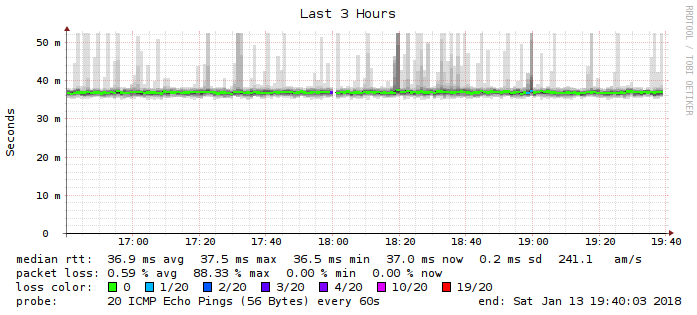 Last 3 Hours
RRDTOOL / TOBI OETIKER
Seconds
50 m
40 m
30 m
20 m
10 m
0
17:00 17:20 17:40 18:00 18:20 18:40 19:00 19:20 19:40
median rtt: 36.9 ms avg 37.5 ms max 36.5 ms min 37.0 ms now 0.2 ms sd 241.1 am/s
packet loss: 0.59 % avg 88.33 % max 0.00 % min 0.00 % now
loss color: 0 1/20 2/20 3/20 4/20 10/20 19/20
probe: 20 ICMP Echo Pings (56 Bytes) every 60s end: Sat Jan 13 19:40:03 2018